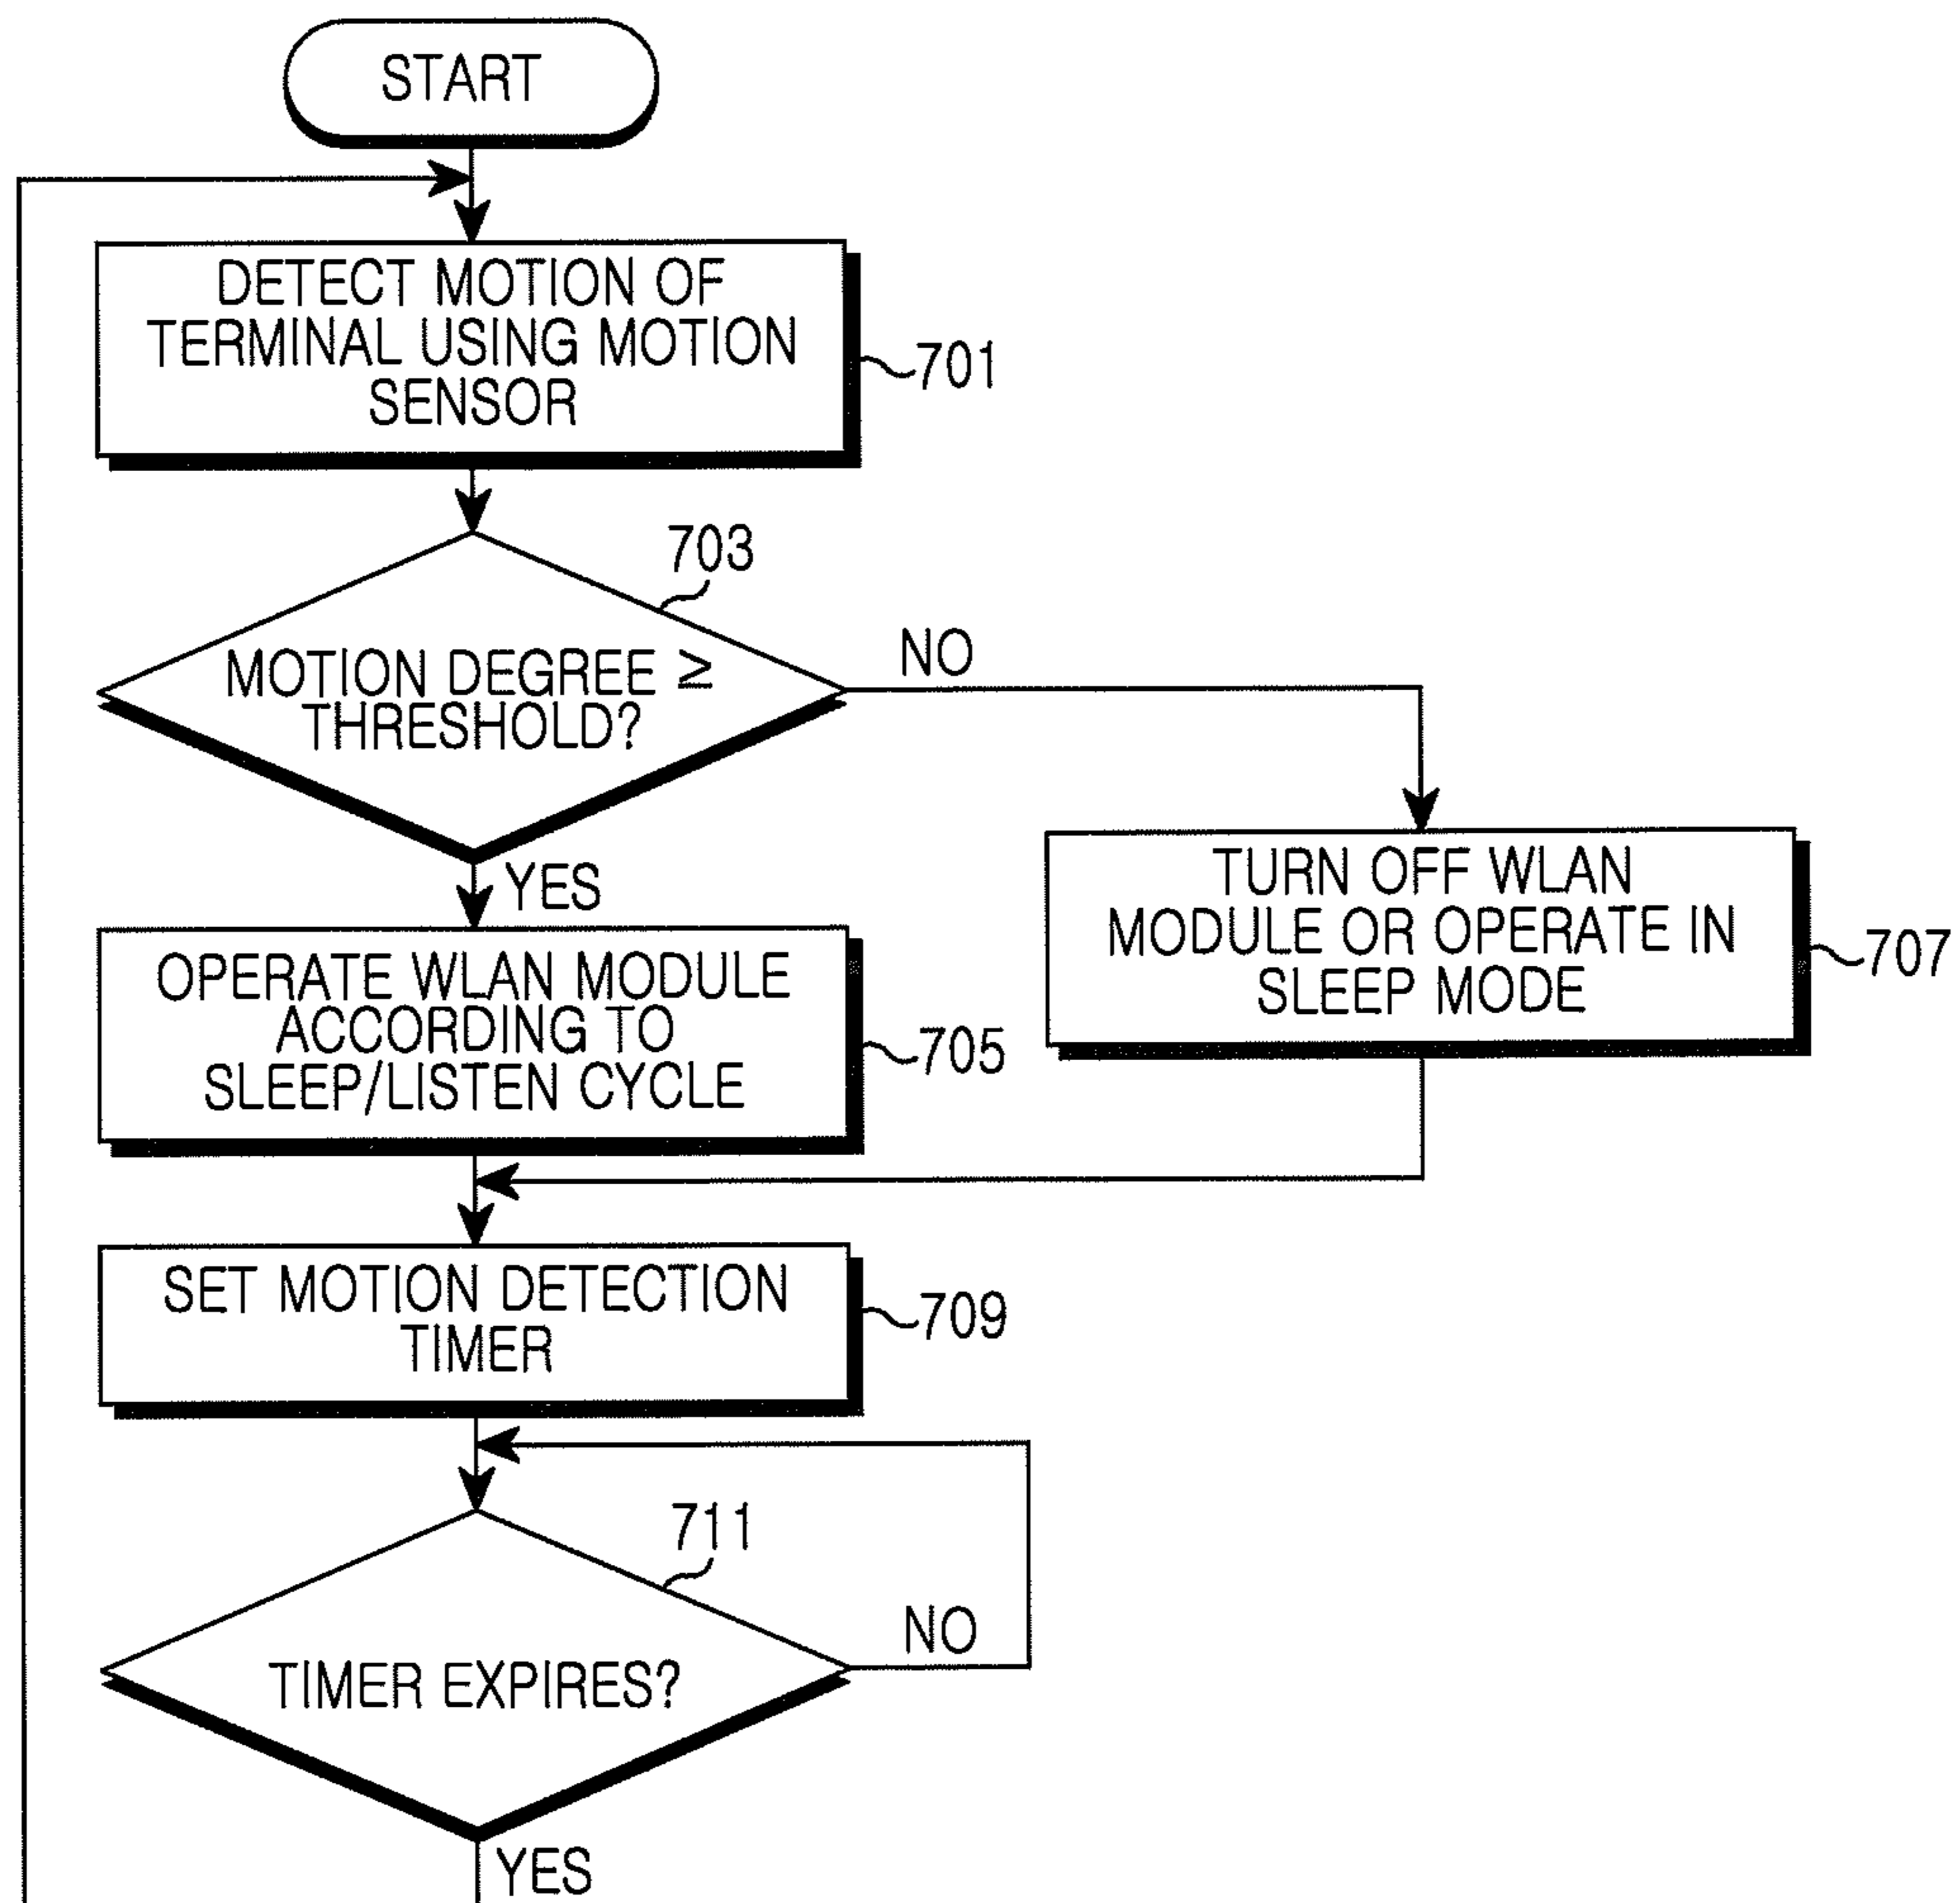 START
DETECT MOTION OF
TERMINAL USING MOTION
SENSOR
701
703
MOTION DEGREE ≥
THRESHOLD?
NO
YES
TURN OFF WLAN
MODULE OR OPERATE IN
SLEEP MODE
707
OPERATE WLAN MODULE
ACCORDING TO
SLEEP/LISTEN CYCLE
705
SET MOTION DETECTION
TIMER
709
711
TIMER EXPIRES?
NO
YES